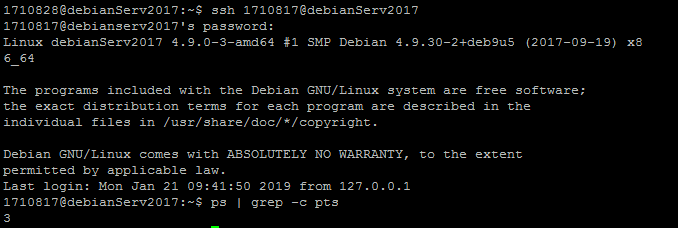 1710828@debianServ2017:~$ ssh 1710817@debianServ2017
1710817@debianserv2017's password:
Linux debianServ2017 4.9.0-3-amd64 #1 SMP Debian 4.9.30-2+deb9u5 (2017-09-19) x8
6_64

The programs included with the Debian GNU/Linux system are free software;
the exact distribution terms for each program are described in the
individual files in /usr/share/doc/*/copyright.

Debian GNU/Linux comes with ABSOLUTELY NO WARRANTY, to the extent
permitted by applicable law.
Last login: Mon Jan 21 09:41:50 2019 from 127.0.0.1
1710817@debianServ2017:~$ ps | grep -c pts
3